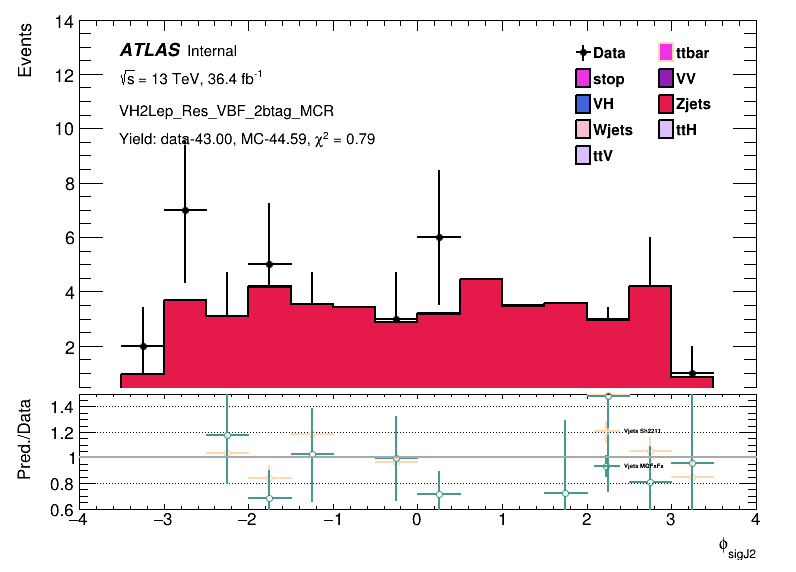 Events
14
12
10
8
6
4
2
ATLAS Internal
√s = 13 TeV, 36.4 fb⁻¹
VH2Lep_Res_VBF_2btag_MCR
Yield: data-43.00, MC-44.59, χ² = 0.79
Data ttbar
stop VV
VH Zjets
Wjets ttH
ttV
Pred./Data
1.4
1.2
1
0.8
0.6
Vjets Sh2211
−4 −3 −2 −1 0 1 2 3 4
ϕ_sigJ2